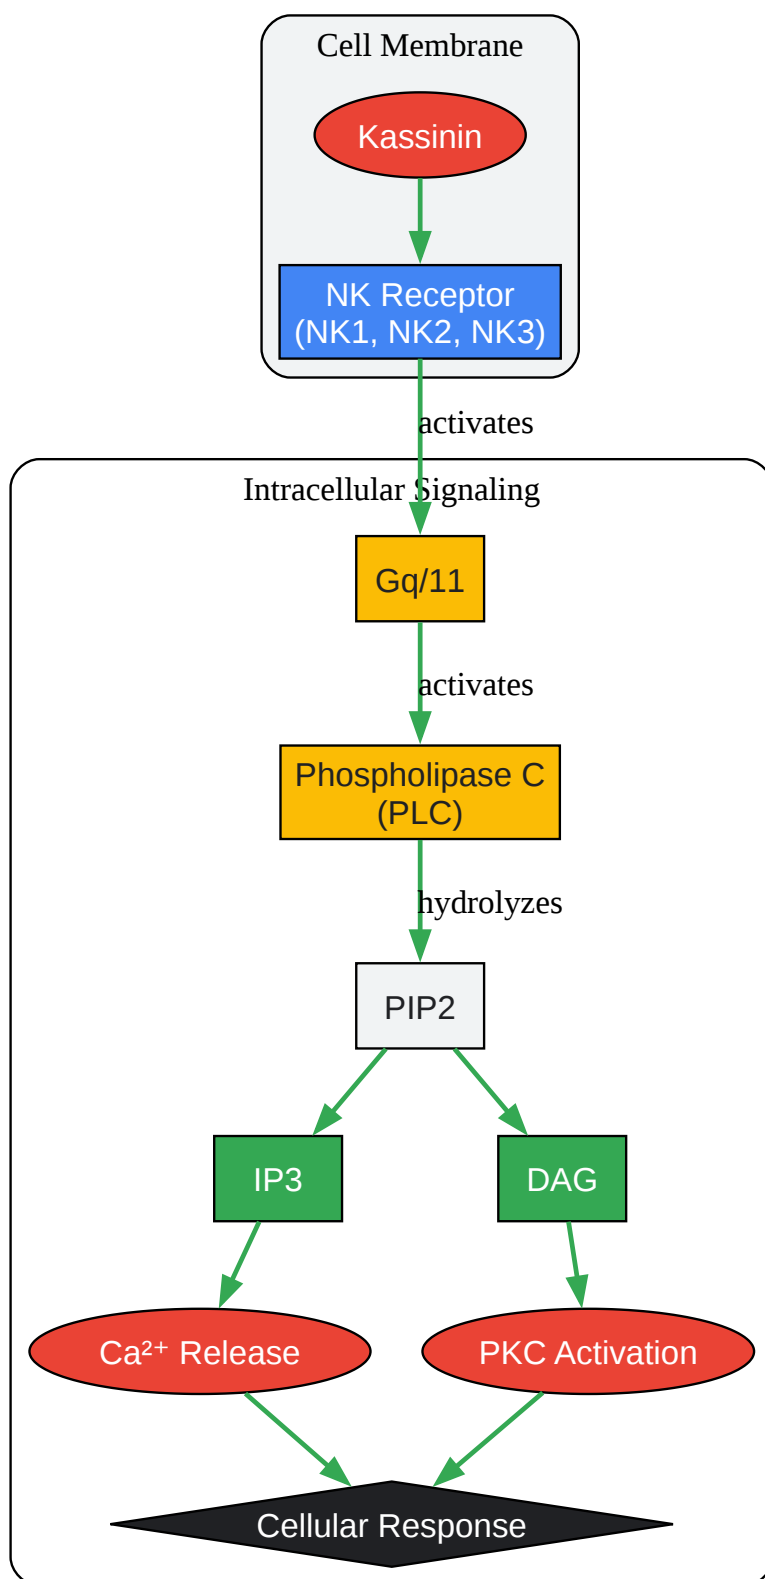 Cell Membrane
Kassinin
NK Receptor
(NK1, NK2, NK3)
activates
Intracellular Signaling
Gq/11
activates
Phospholipase C
(PLC)
hydrolyzes
PIP2
IP3
DAG
Ca²⁺ Release
PKC Activation
Cellular Response